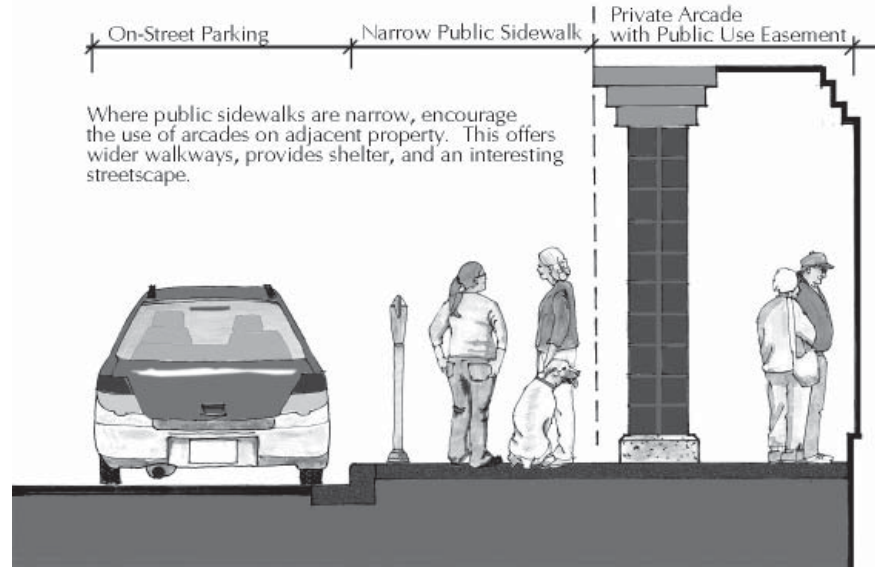 On-Street Parking
Narrow Public Sidewalk
Private Arcade
with Public Use Easement
Where public sidewalks are narrow, encourage
the use of arcades on adjacent property. This offers
wider walkways, provides shelter, and an interesting
streetscape.